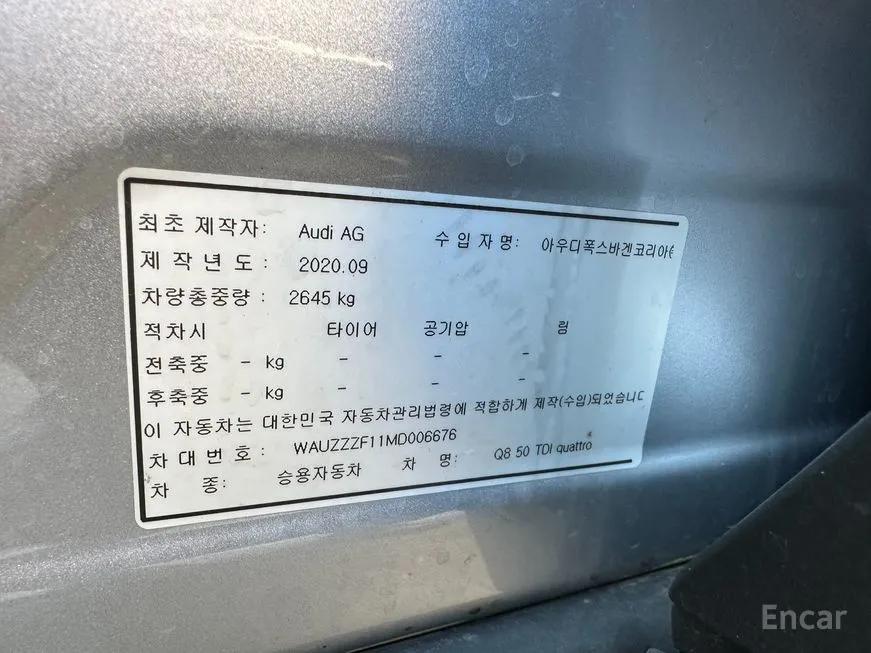 최초 제작자: Audi AG 수 입 자 명: 아우디폭스바겐코리아
제 작 년 도 : 2020.09
차량총중량 : 2645 kg
적차시 타이어 공기압 림
전축중 - kg - - -
후축중 - kg - - -
이 자동차는 대한민국 자동차관리법령에 적합하게 제작(수입)되었습니다
차 대 번 호 : WAUZZZF11MD006676
차 종: 승용자동차 차 명: Q8 50 TDI quattro
Encar